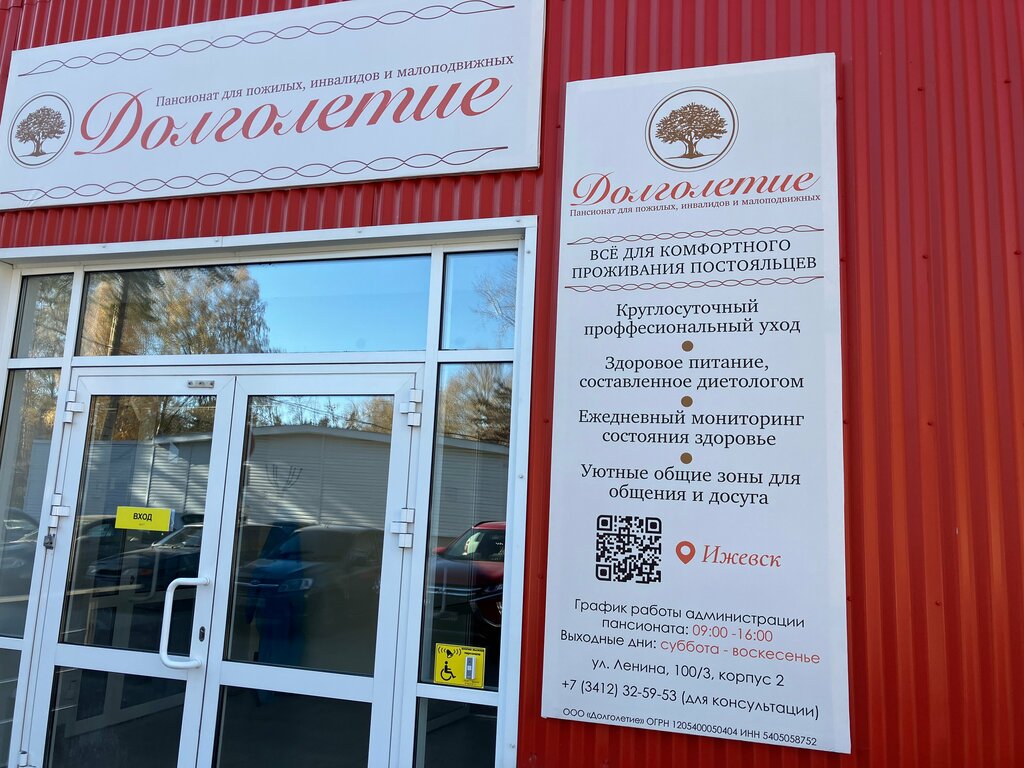 Пансионат для пожилых, инвалидов и малоподвижных
Долголетие
Долголетие
Пансионат для пожилых, инвалидов и малоподвижных
ВСЁ ДЛЯ КОМФОРТНОГО
ПРОЖИВАНИЯ ПОСТОЯЛЬЦЕВ
Круглосуточный
проффесиональный уход
Здоровое питание,
составленное диетологом
Ежедневный мониторинг
состояния здоровье
Уютные общие зоны для
общения и досуга
Ижевск
График работы администрации
пансионата: 09:00 -16:00
Выходные дни: суббота - воскесенье
ул. Ленина, 100/3, корпус 2
+7 (3412) 32-59-53 (для консультации)
ООО «Долголетие» ОГРН 1205400050404 ИНН 5405058752
ВХОД